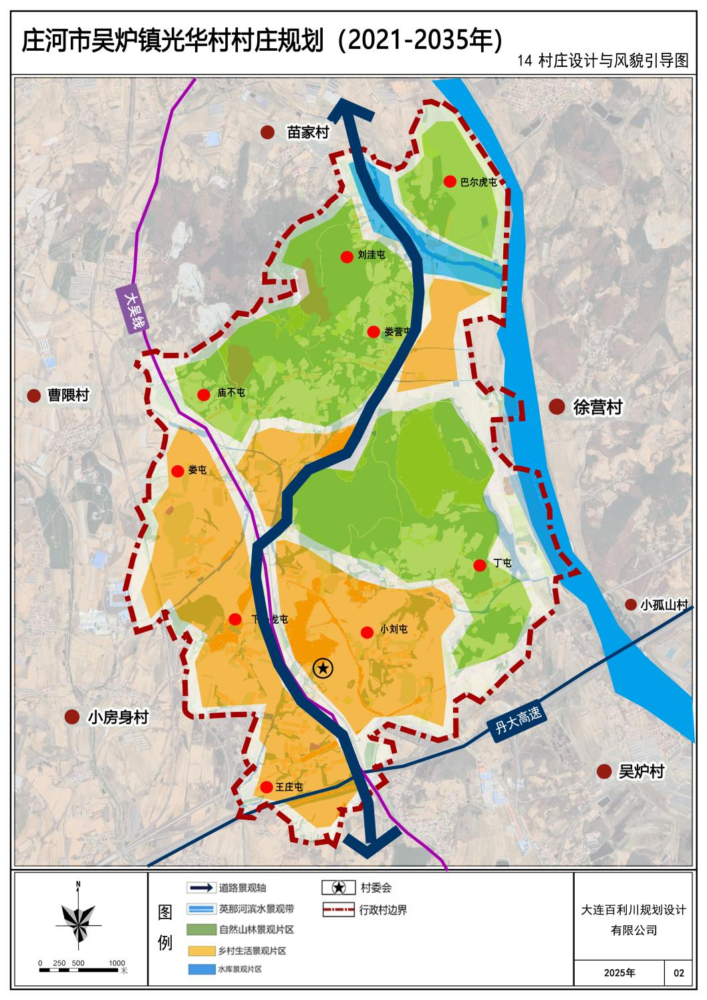 庄河市吴炉镇光华村村庄规划（2021-2035年）
14 村庄设计与风貌引导图
苗家村
巴尔虎屯
刘洼屯
大吴线
娄营屯
曹隈村
庙不屯
徐营村
娄屯
丁屯
小孤山村
龙屯
小刘屯
小房身村
丹大高速
吴炉村
王庄屯
N
0 250 500 1000
米
图
例
道路景观轴
英那河滨水景观带
自然山林景观片区
乡村生活景观片区
水库景观片区
村委会
行政村边界
大连百利川规划设计
有限公司
2025年
02